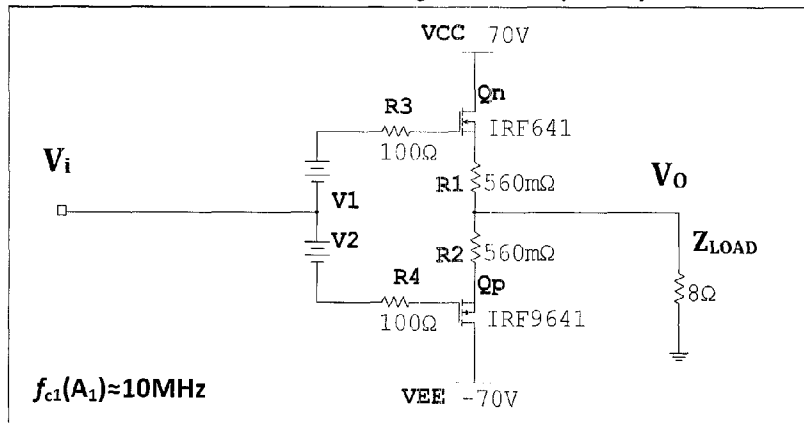 VCC 70V
Qn
R3
IRF641
100Ω
Vi
R1 560mΩ
VO
V1
V2
R2 560mΩ
ZLOAD
R4
Qp
8Ω
100Ω
IRF9641
fc1(A1)≈10MHz
VEE -70V